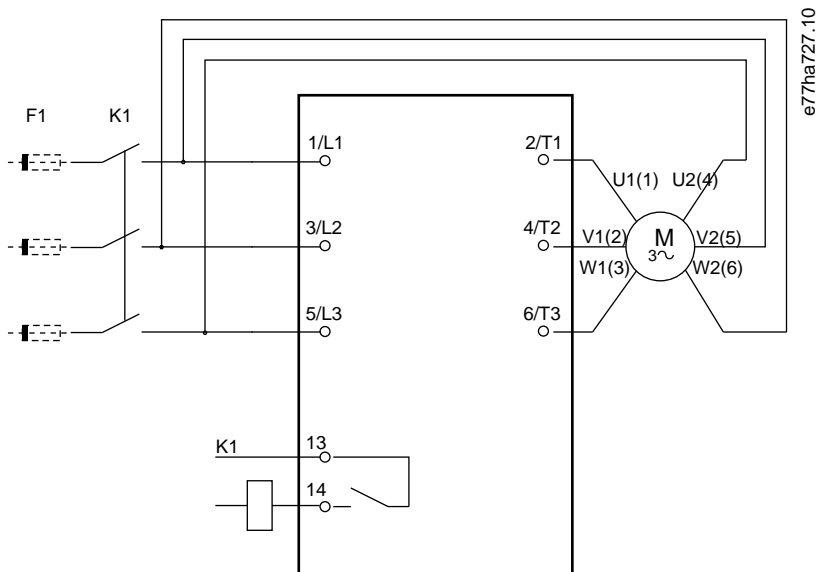 e77ha727.10
F1
K1
1/L1
2/T1
U1(1)
U2(4)
3/L2
4/T2
V1(2)
M
3~
V2(5)
W1(3)
W2(6)
5/L3
6/T3
K1
13
14